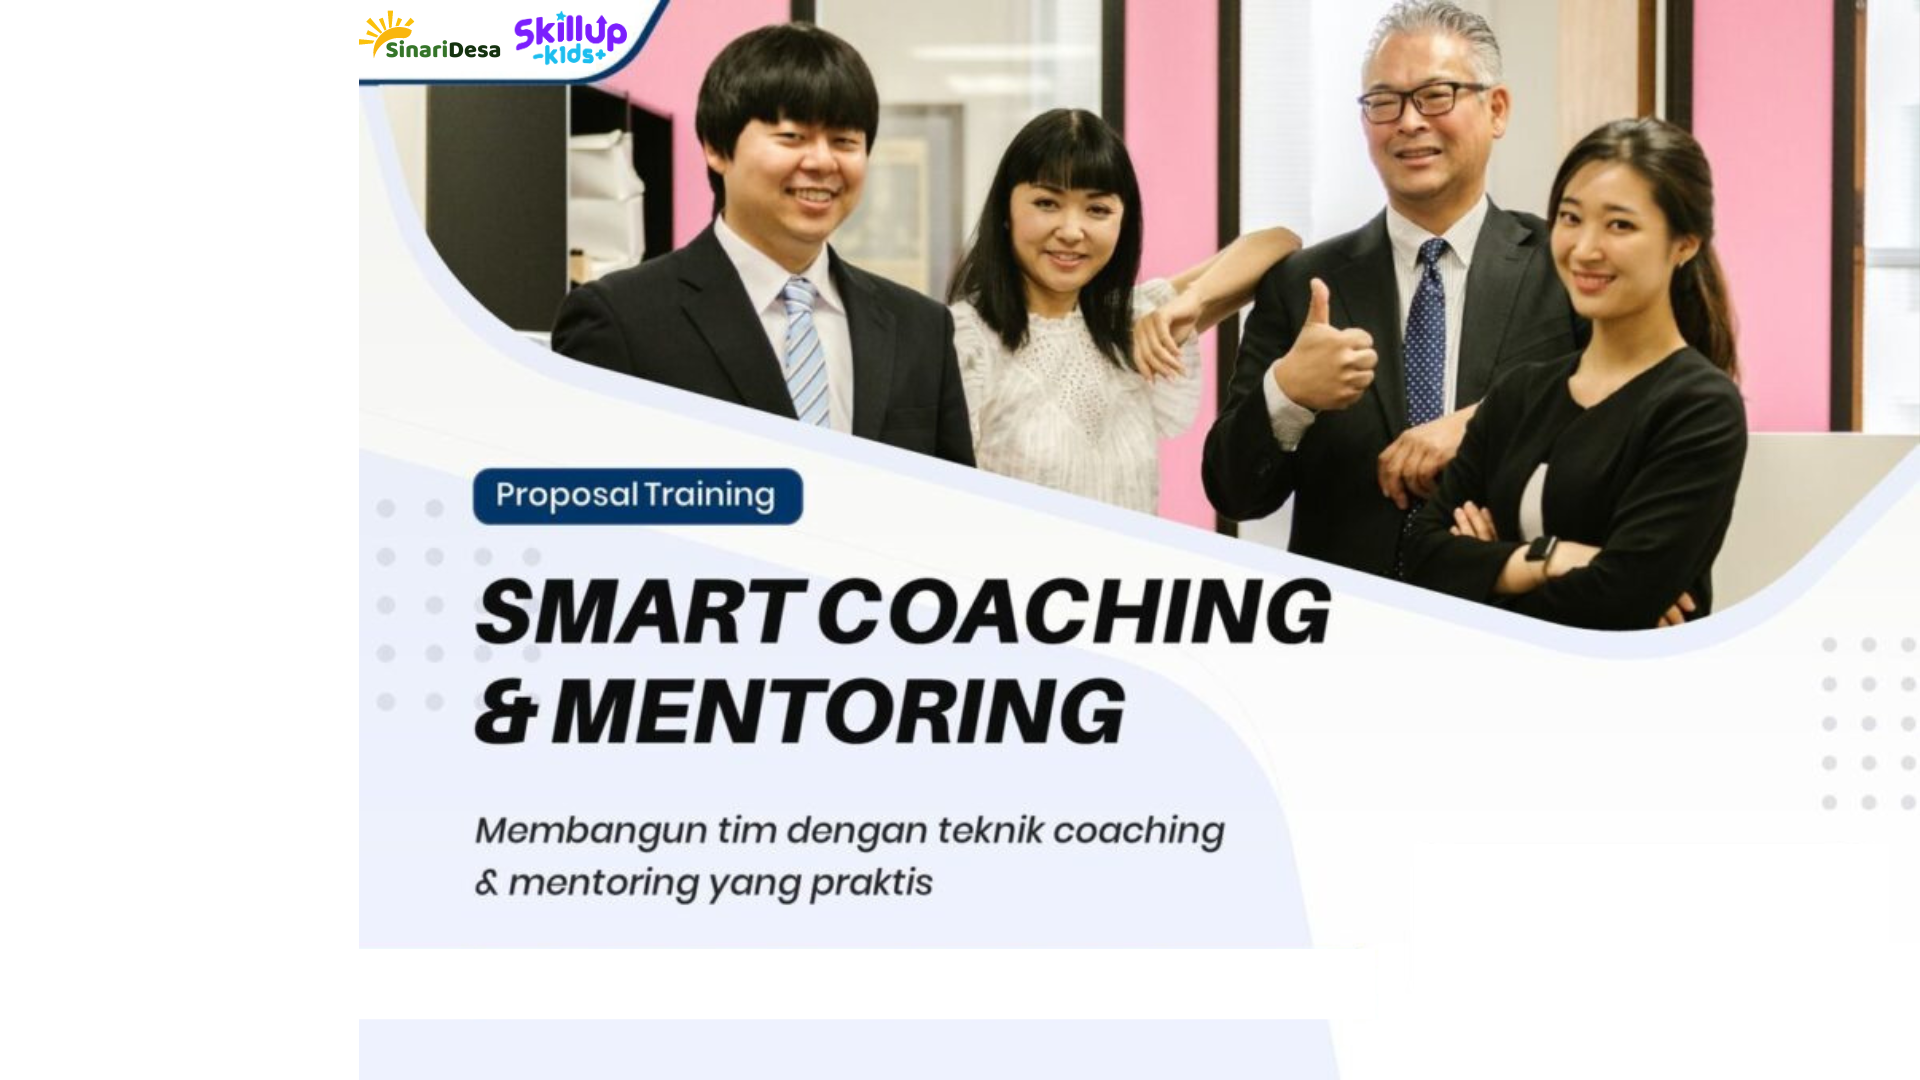 SinariDesa
SkillUp
-kids+
Proposal Training
SMART COACHING
& MENTORING
Membangun tim dengan teknik coaching
& mentoring yang praktis